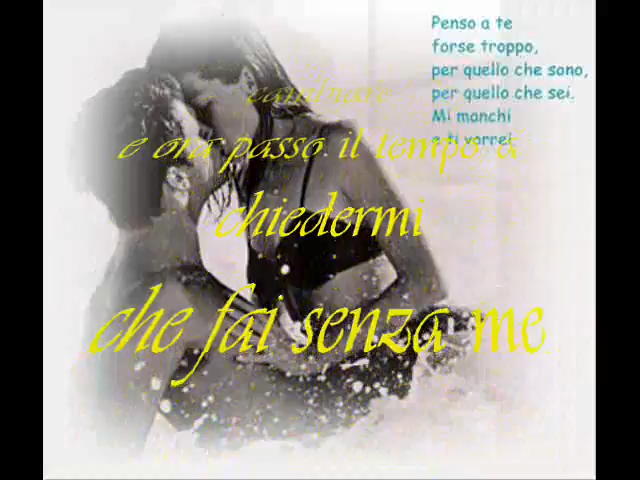 Penso a te
forse troppo,
per quello che sono,
per quello che sei.
Mi manchi
e ti vorrei
cambiare
e ora passo il tempo a
chiedermi
che fai senza me